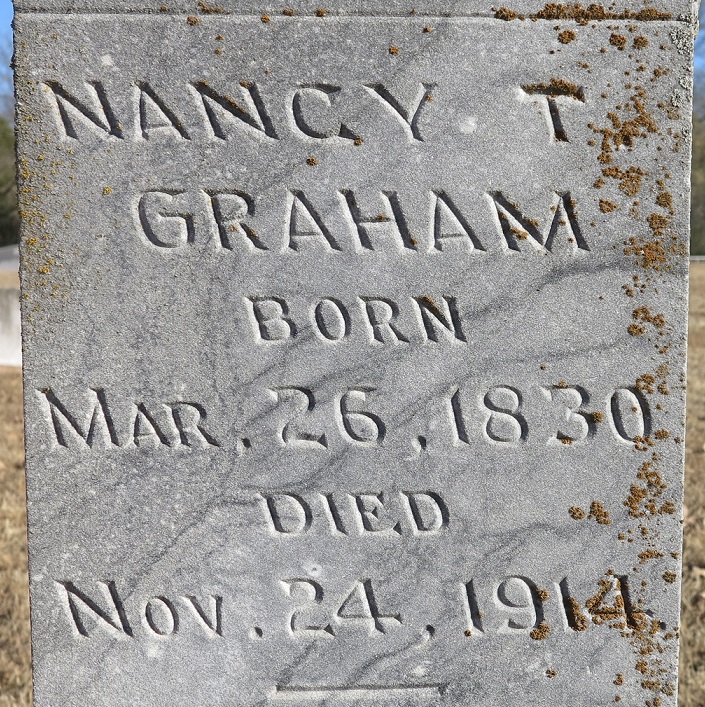 NANCY T
GRAHAM
BORN
MAR. 26, 1830
DIED
NOV. 24, 1914